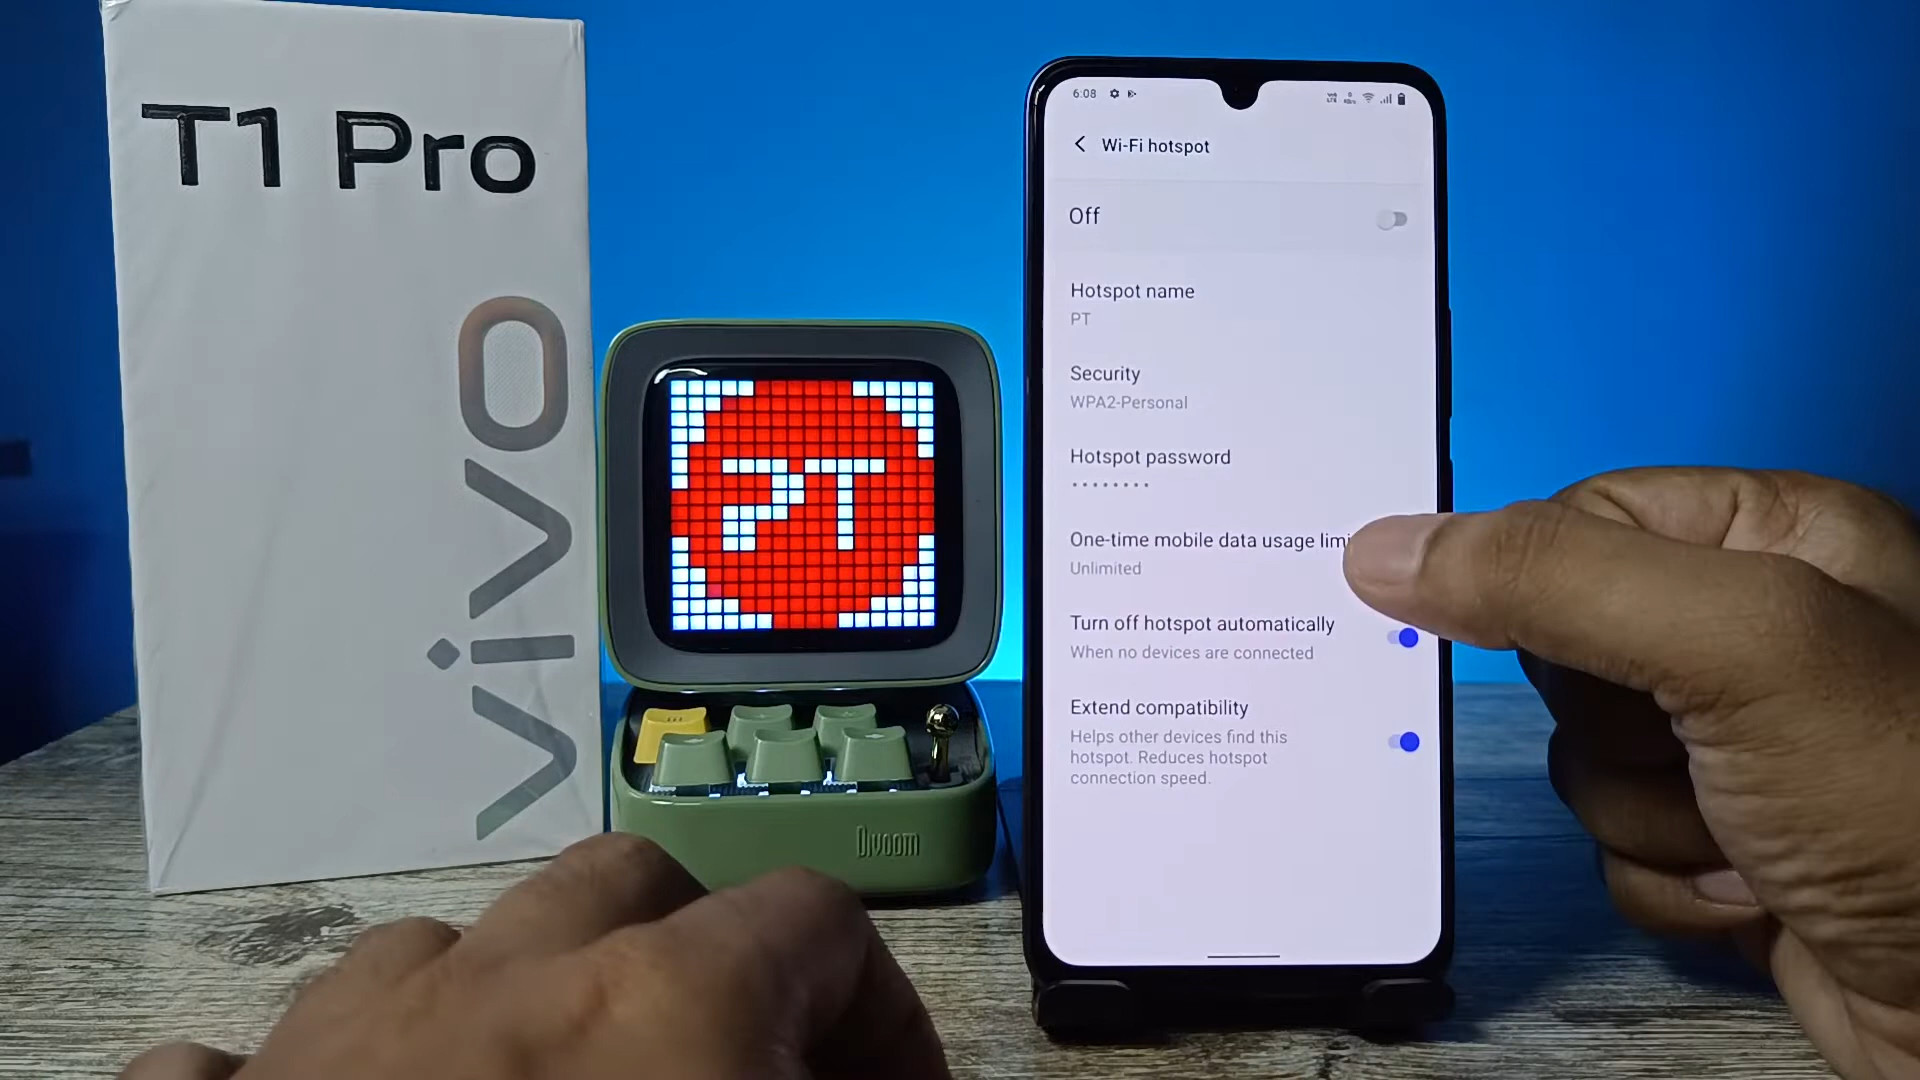 T1 Pro
vivo
PT
Divoom
6:08
Wi-Fi hotspot
Off
Hotspot name
PT
Security
WPA2-Personal
Hotspot password
One-time mobile data usage limi
Unlimited
Turn off hotspot automatically
When no devices are connected
Extend compatibility
Helps other devices find this
hotspot. Reduces hotspot
connection speed.